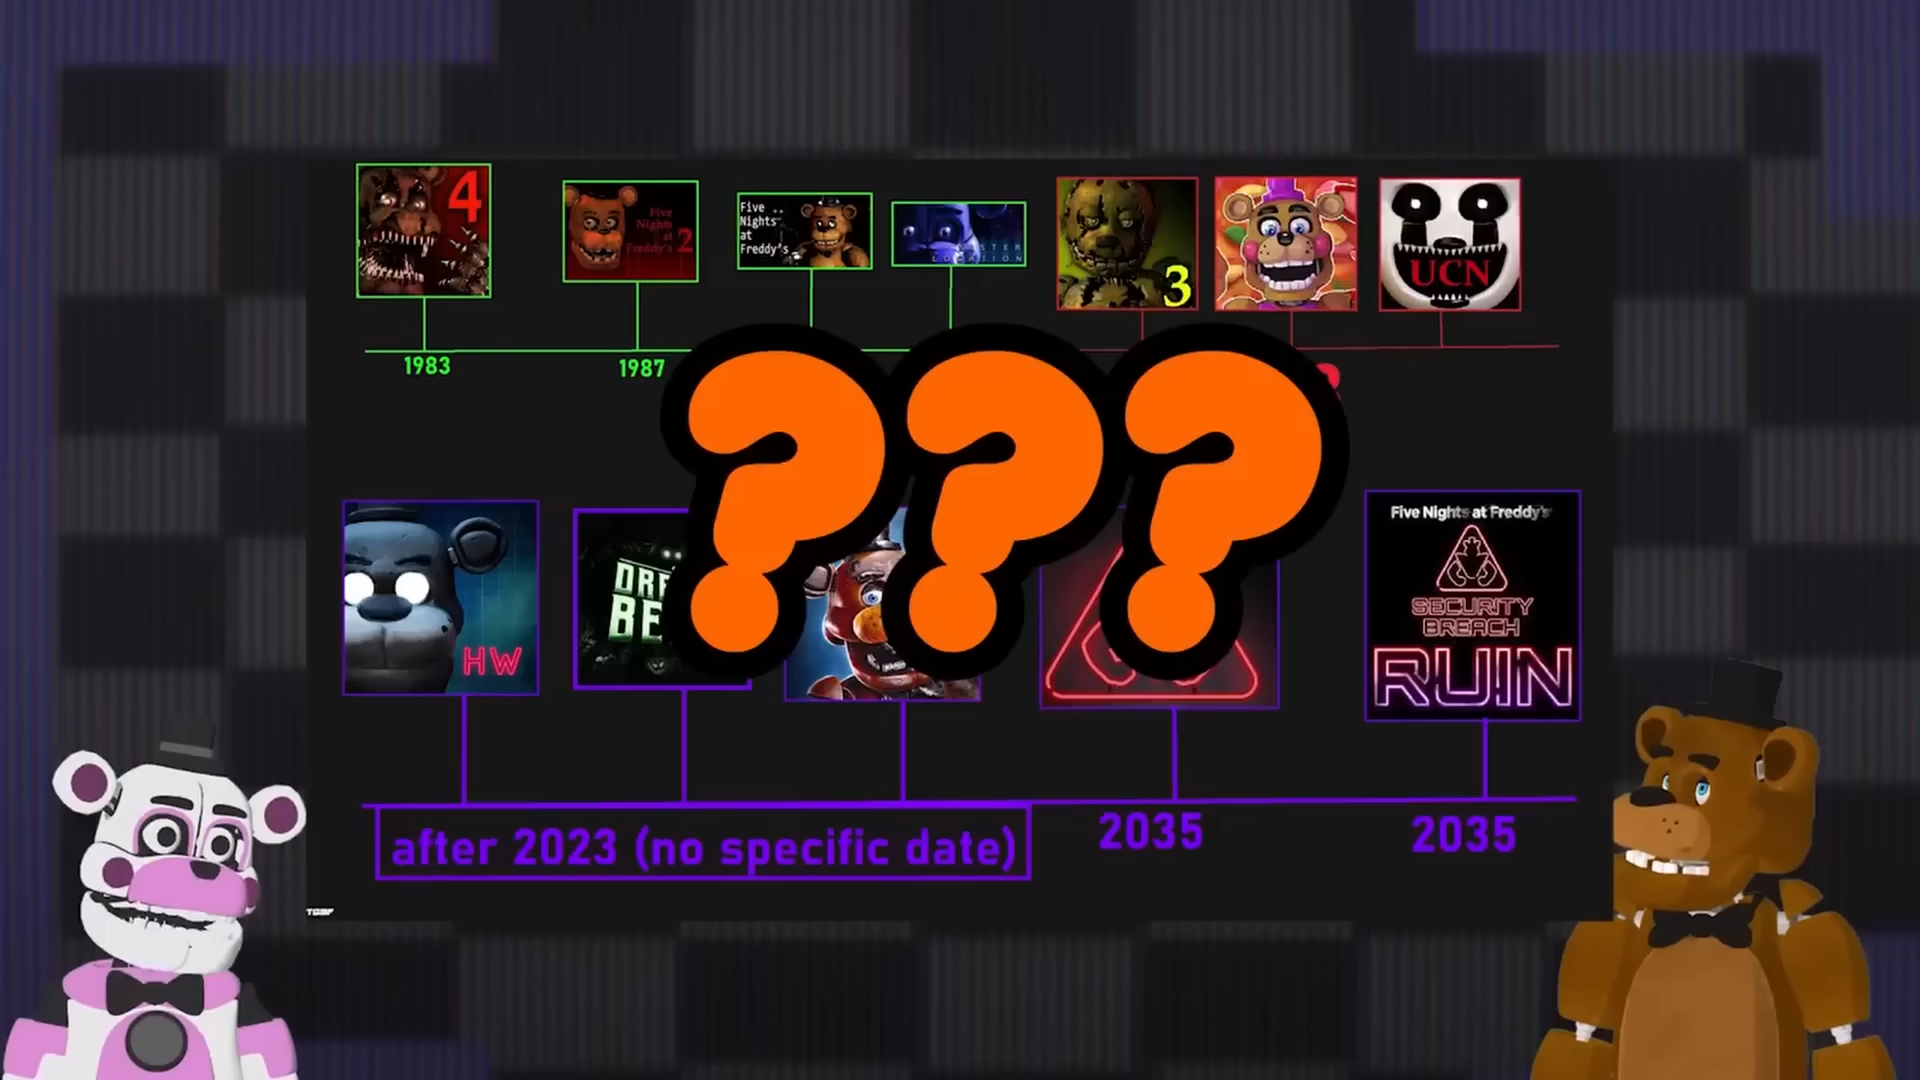 4
Five
Nights
at
Freddy's 2
Five
Nights
at
Freddy's
3
UCN
1983
1987
???
HW
Five Nights at Freddy's
SECURITY
BREACH
RUIN
after 2023 (no specific date)
2035
2035